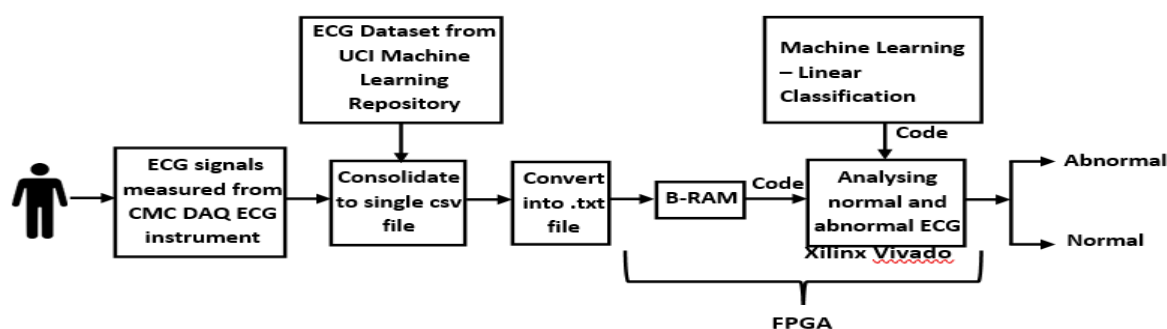 ECG Dataset from
UCI Machine
Learning
Repository
Machine Learning
– Linear
Classification
Code
ECG signals
measured from
CMC DAQ ECG
instrument
Consolidate
to single csv
file
Convert
into .txt
file
B-RAM
Code
Analysing
normal and
abnormal ECG
Xilinx Vivado
Abnormal
Normal
FPGA